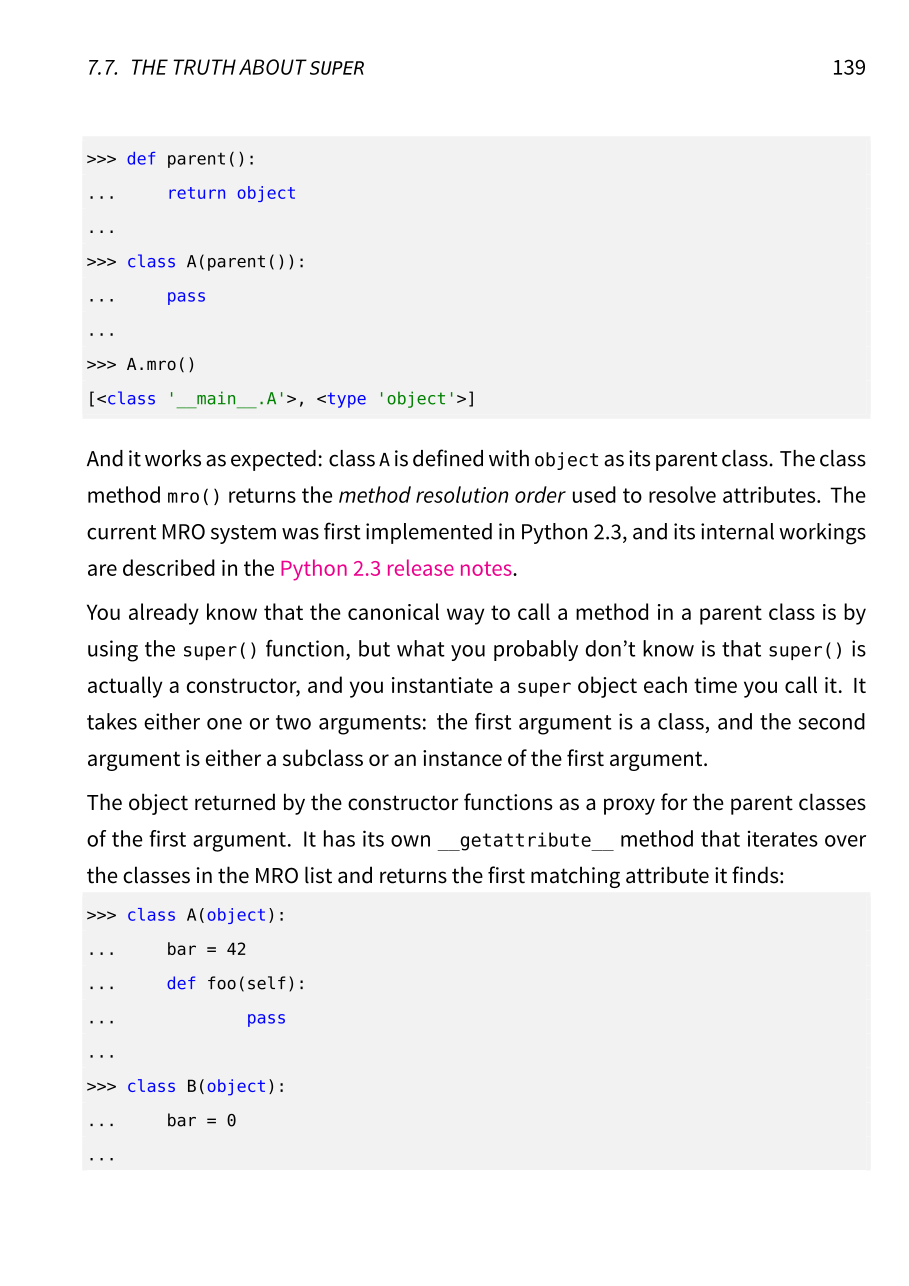 7.7. THE TRUTH ABOUT SUPER 139
>>> def parent():
...     return object
...
>>> class A(parent()):
...     pass
...
>>> A.mro()
[<class '__main__.A'>, <type 'object'>]
And it works as expected: class A is defined with object as its parent class. The class
method mro() returns the method resolution order used to resolve attributes. The
current MRO system was first implemented in Python 2.3, and its internal workings
are described in the Python 2.3 release notes.
You already know that the canonical way to call a method in a parent class is by
using the super() function, but what you probably don’t know is that super() is
actually a constructor, and you instantiate a super object each time you call it. It
takes either one or two arguments: the first argument is a class, and the second
argument is either a subclass or an instance of the first argument.
The object returned by the constructor functions as a proxy for the parent classes
of the first argument. It has its own __getattribute__ method that iterates over
the classes in the MRO list and returns the first matching attribute it finds:
>>> class A(object):
...     bar = 42
...     def foo(self):
...             pass
...
>>> class B(object):
...     bar = 0
...